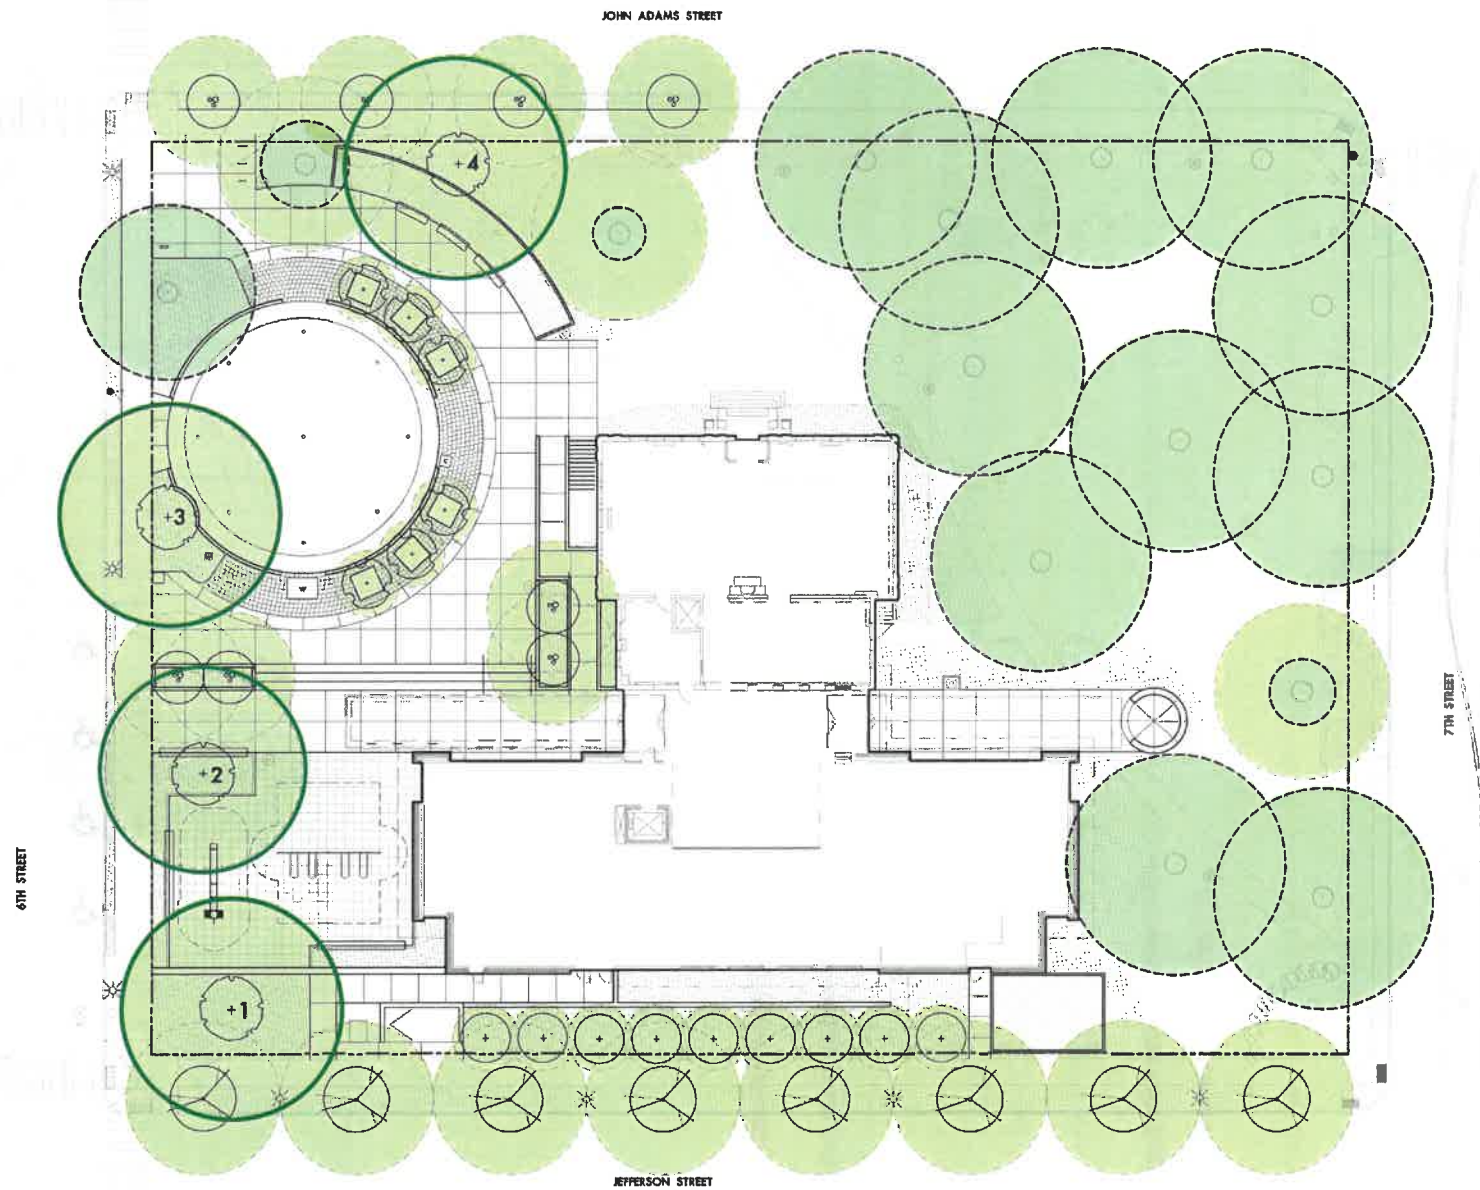 JOHN ADAMS STREET
+4
+3
7TH STREET
+2
6TH STREET
+1
JEFFERSON STREET